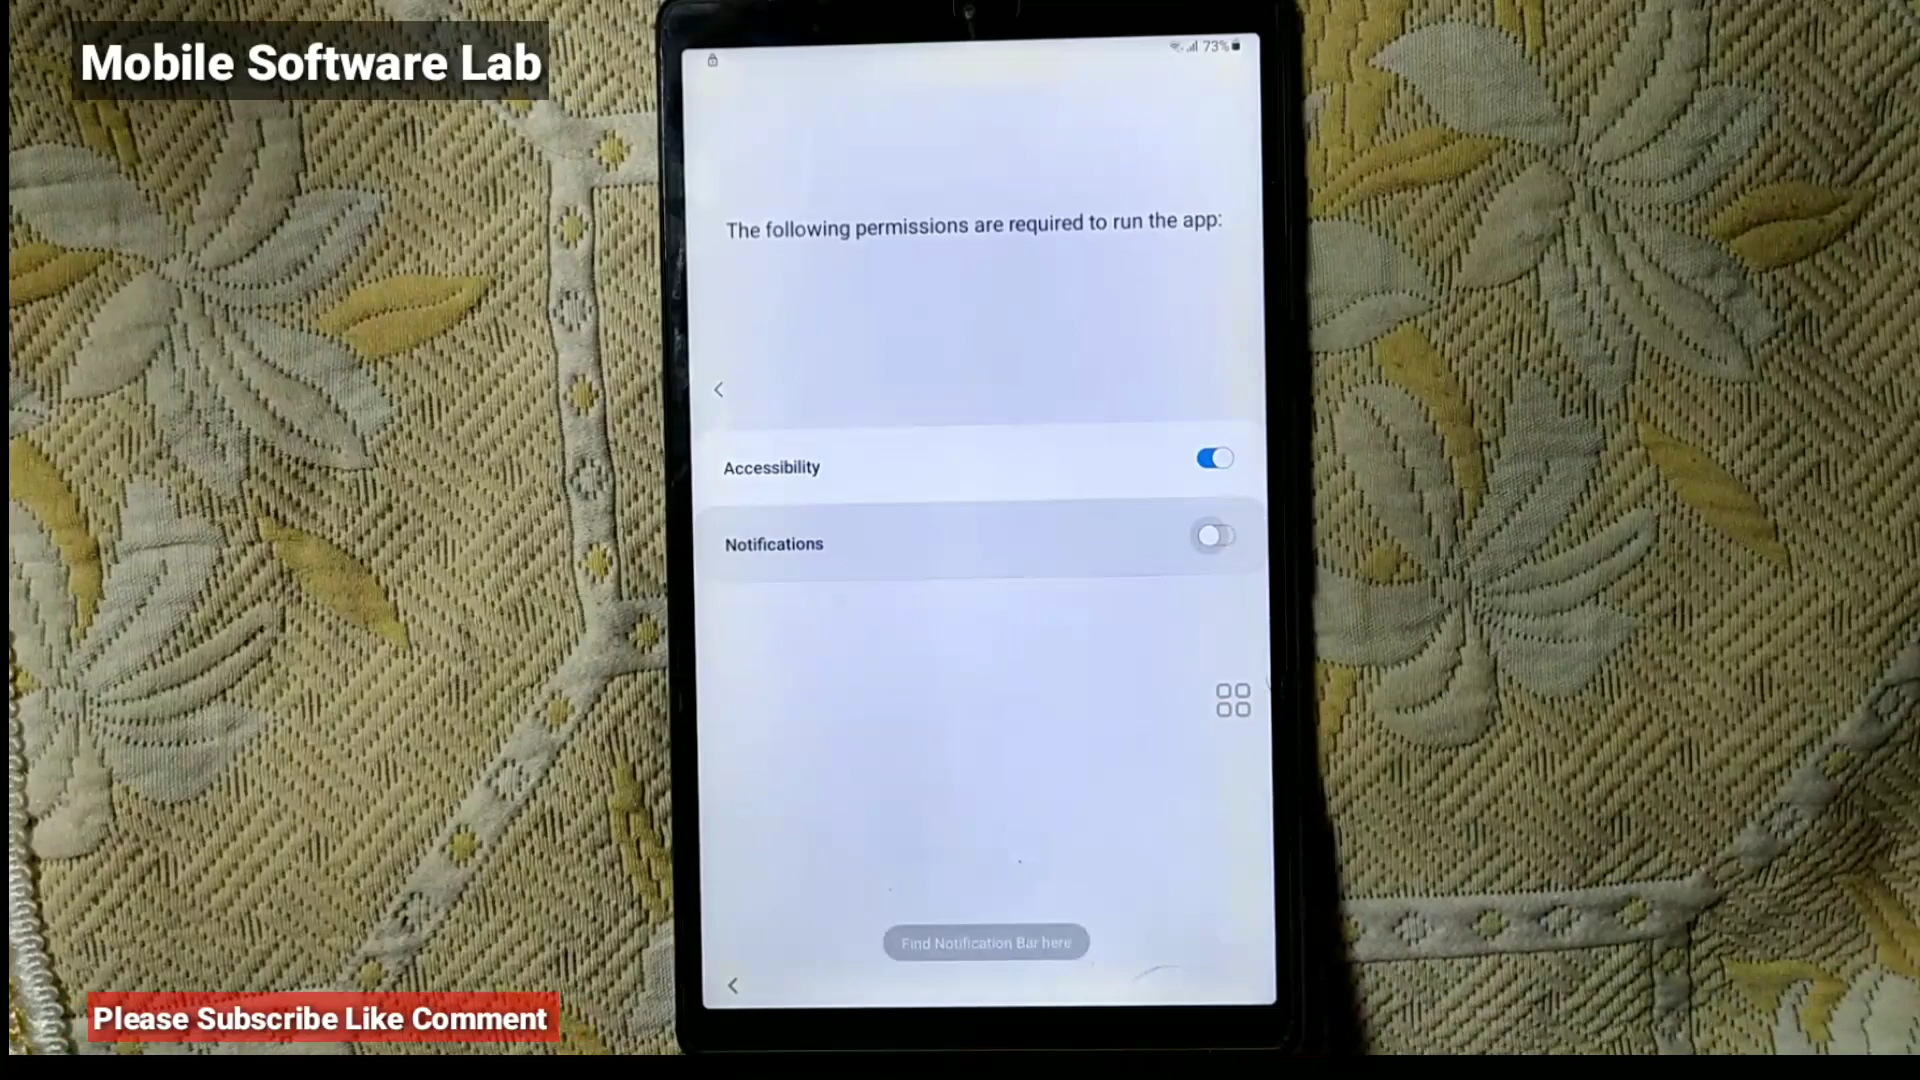 Mobile Software Lab
73%
The following permissions are required to run the app:
Accessibility
Notifications
Find Notification Bar here
Please Subscribe Like Comment